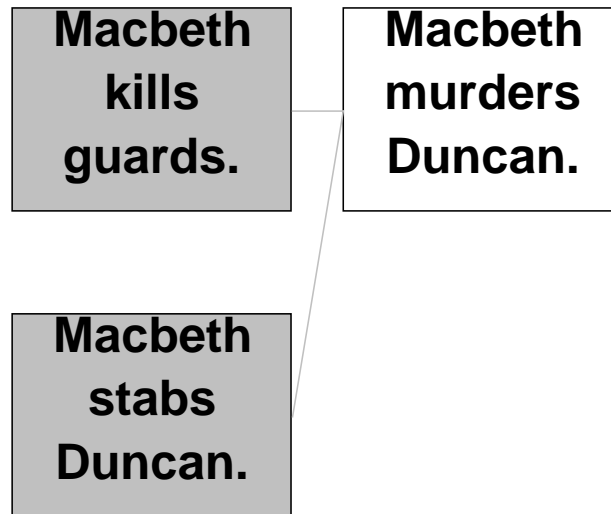 Macbeth
kills
guards.
Macbeth
murders
Duncan.
Macbeth
stabs
Duncan.